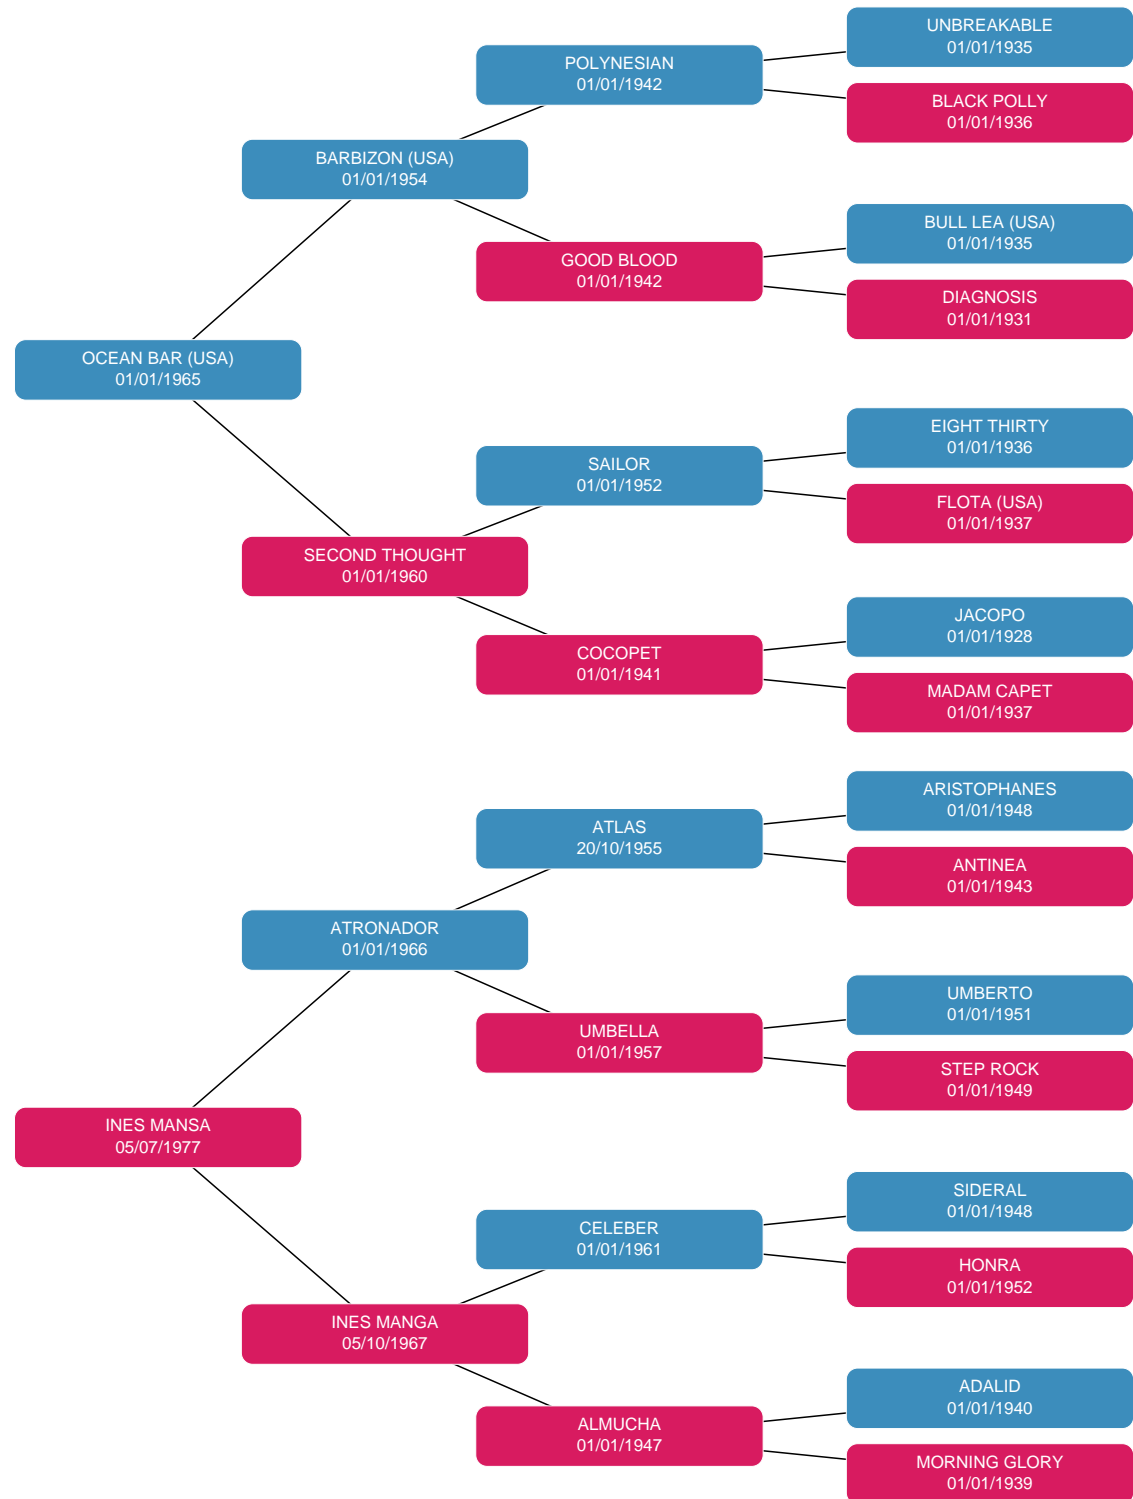 UNBREAKABLE
01/01/1935
POLYNESIAN
01/01/1942
BLACK POLLY
01/01/1936
BARBIZON (USA)
01/01/1954
BULL LEA (USA)
01/01/1935
GOOD BLOOD
01/01/1942
DIAGNOSIS
01/01/1931
OCEAN BAR (USA)
01/01/1965
EIGHT THIRTY
01/01/1936
SAILOR
01/01/1952
FLOTA (USA)
01/01/1937
SECOND THOUGHT
01/01/1960
JACOPO
01/01/1928
COCOPET
01/01/1941
MADAM CAPET
01/01/1937
ARISTOPHANES
01/01/1948
ATLAS
20/10/1955
ANTINEA
01/01/1943
ATRONADOR
01/01/1966
UMBERTO
01/01/1951
UMBELLA
01/01/1957
STEP ROCK
01/01/1949
INES MANSA
05/07/1977
SIDERAL
01/01/1948
CELEBER
01/01/1961
HONRA
01/01/1952
INES MANGA
05/10/1967
ADALID
01/01/1940
ALMUCHA
01/01/1947
MORNING GLORY
01/01/1939